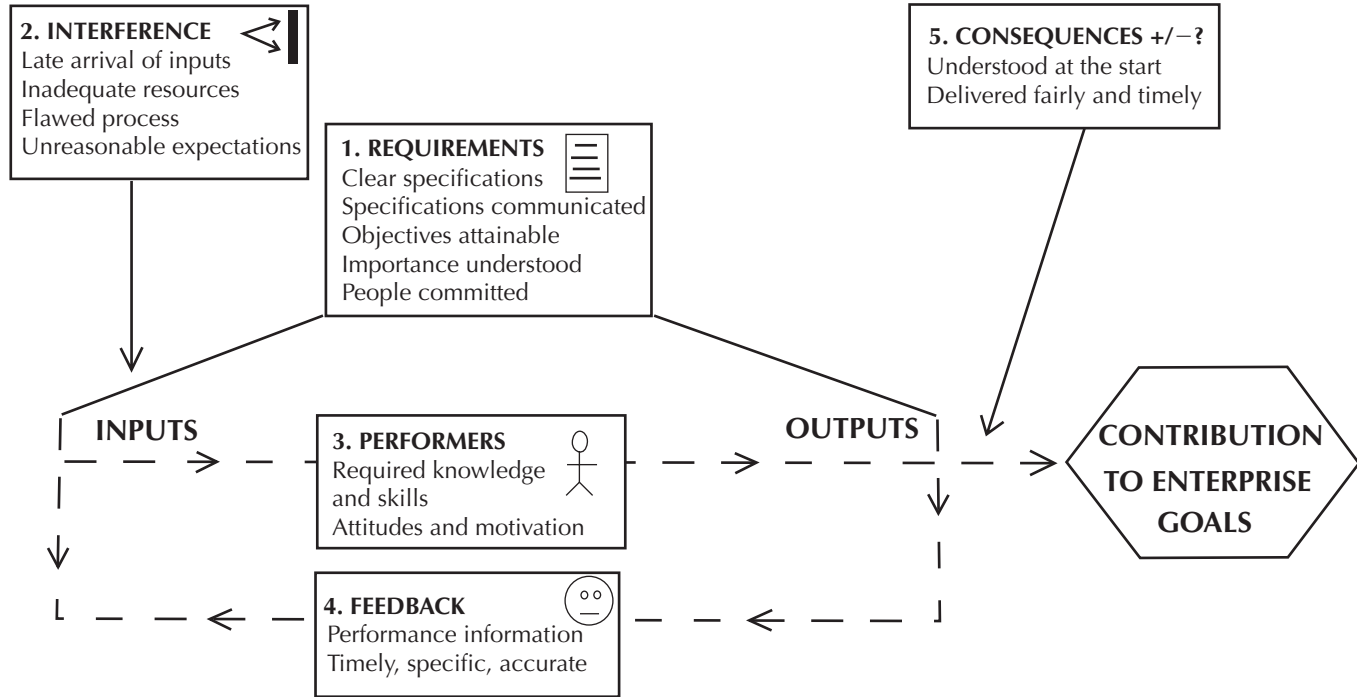 2. INTERFERENCE
Late arrival of inputs
Inadequate resources
Flawed process
Unreasonable expectations
5. CONSEQUENCES +/−?
Understood at the start
Delivered fairly and timely
1. REQUIREMENTS
Clear specifications
Specifications communicated
Objectives attainable
Importance understood
People committed
INPUTS
3. PERFORMERS
Required knowledge
and skills
Attitudes and motivation
OUTPUTS
CONTRIBUTION
TO ENTERPRISE
GOALS
4. FEEDBACK
Performance information
Timely, specific, accurate